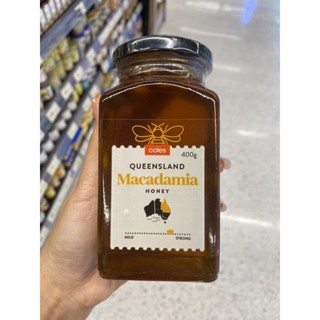 coles
400g
QUEENSLAND
Macadamia
HONEY
MILD STRONG